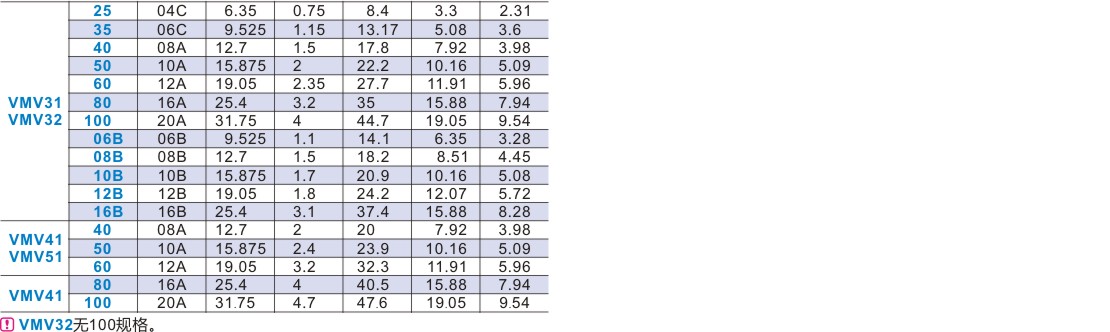 25 04C 6.35 0.75 8.4 3.3 2.31
35 06C 9.525 1.15 13.17 5.08 3.6
40 08A 12.7 1.5 17.8 7.92 3.98
50 10A 15.875 2 22.2 10.16 5.09
60 12A 19.05 2.35 27.7 11.91 5.96
VMV31 80 16A 25.4 3.2 35 15.88 7.94
VMV32 100 20A 31.75 4 44.7 19.05 9.54
06B 06B 9.525 1.1 14.1 6.35 3.28
08B 08B 12.7 1.5 18.2 8.51 4.45
10B 10B 15.875 1.7 20.9 10.16 5.08
12B 12B 19.05 1.8 24.2 12.07 5.72
16B 16B 25.4 3.1 37.4 15.88 8.28
VMV41 40 08A 12.7 2 20 7.92 3.98
VMV51 50 10A 15.875 2.4 23.9 10.16 5.09
60 12A 19.05 3.2 32.3 11.91 5.96
VMV41 80 16A 25.4 4 40.5 15.88 7.94
100 20A 31.75 4.7 47.6 19.05 9.54
! VMV32无100规格。